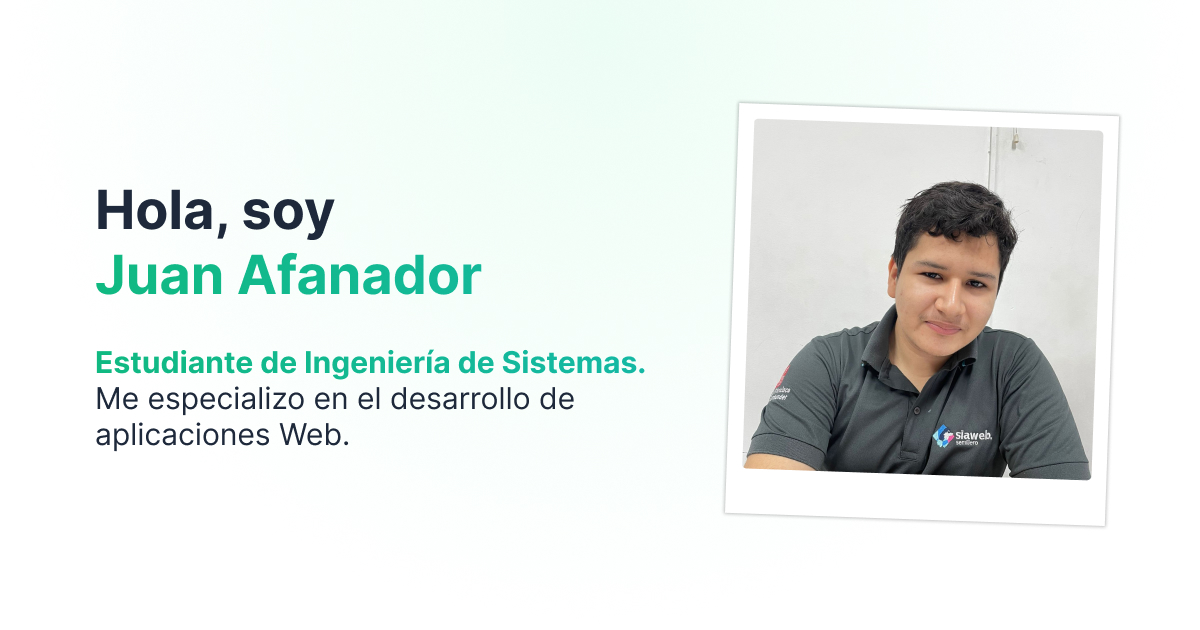 Hola, soy
Juan Afanador
Estudiante de Ingeniería de Sistemas.
Me especializo en el desarrollo de
aplicaciones Web.
siaweb.
semillero